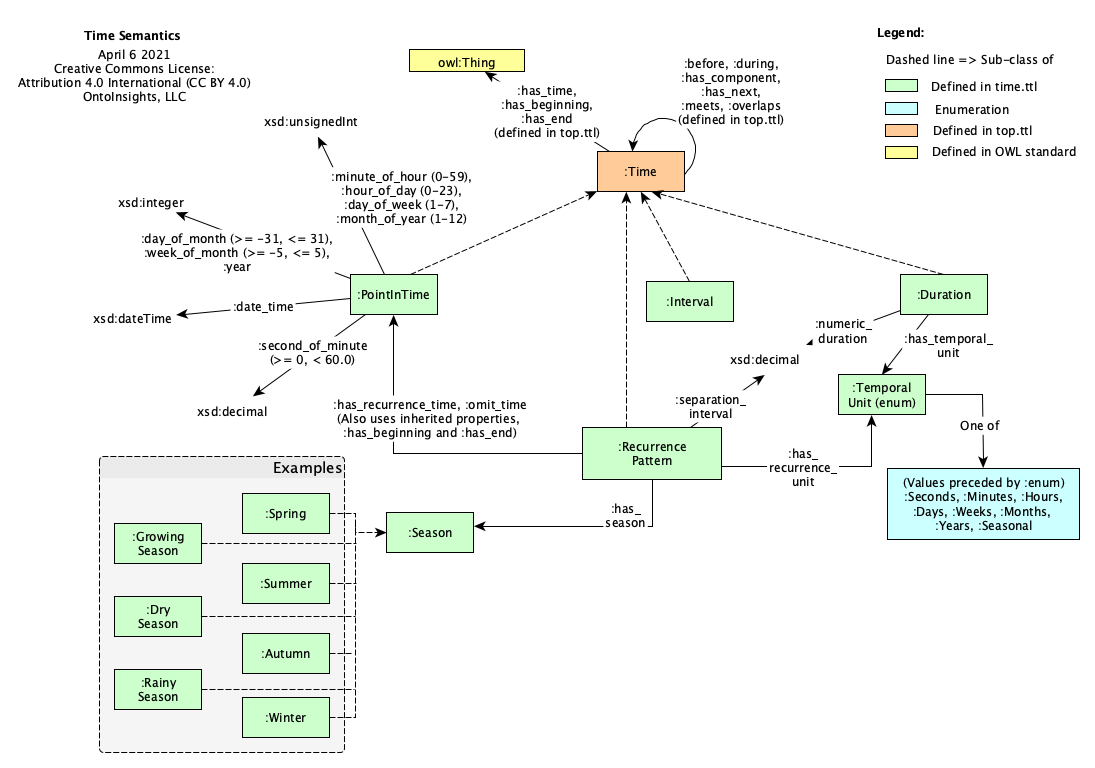 Time Semantics
April 6 2021
Creative Commons License:
Attribution 4.0 International (CC BY 4.0)
OntoInsights, LLC
owl:Thing
:has_time,
:has_beginning,
:has_end
(defined in top.ttl)
:before, :during,
:has_component,
:has_next,
:meets, :overlaps
(defined in top.ttl)
Legend:
Dashed line => Sub-class of
Defined in time.ttl
Enumeration
Defined in top.ttl
Defined in OWL standard
:Time
xsd:unsignedInt
:minute_of_hour (0-59),
:hour_of_day (0-23),
:day_of_week (1-7),
:month_of_year (1-12)
xsd:integer
:day_of_month (>= -31, <= 31),
:week_of_month (>= -5, <= 5),
:year
:PointInTime
:date_time
xsd:dateTime
:second_of_minute
(>= 0, < 60.0)
xsd:decimal
:Interval
:Duration
:numeric_
duration
:has_temporal_
unit
xsd:decimal
:separation_
interval
:Temporal
Unit (enum)
One of
:has_recurrence_time, :omit_time
(Also uses inherited properties,
:has_beginning and :has_end)
:Recurrence
Pattern
:has_
recurrence_
unit
(Values preceded by :enum)
:Seconds, :Minutes, :Hours,
:Days, :Weeks, :Months,
:Years, :Seasonal
:has_
season
:Season
Examples
:Spring
:Growing
Season
:Summer
:Dry
Season
:Autumn
:Rainy
Season
:Winter